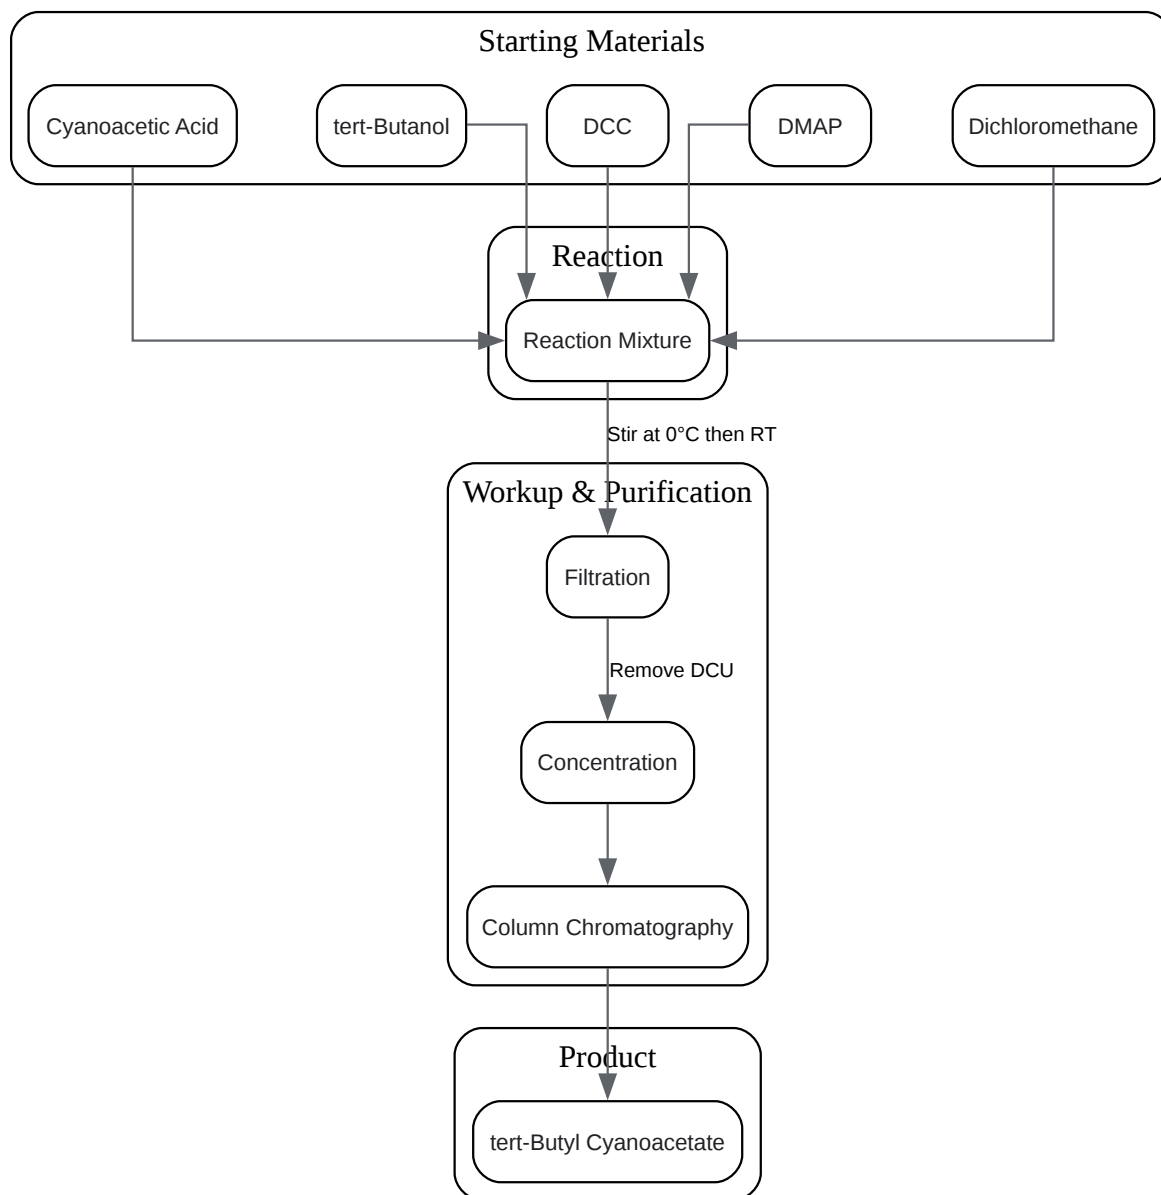 Starting Materials
Cyanoacetic Acid
tert-Butanol
DCC
DMAP
Dichloromethane
Reaction
Reaction Mixture
Stir at 0°C then RT
Workup & Purification
Filtration
Remove DCU
Concentration
Column Chromatography
Product
tert-Butyl Cyanoacetate